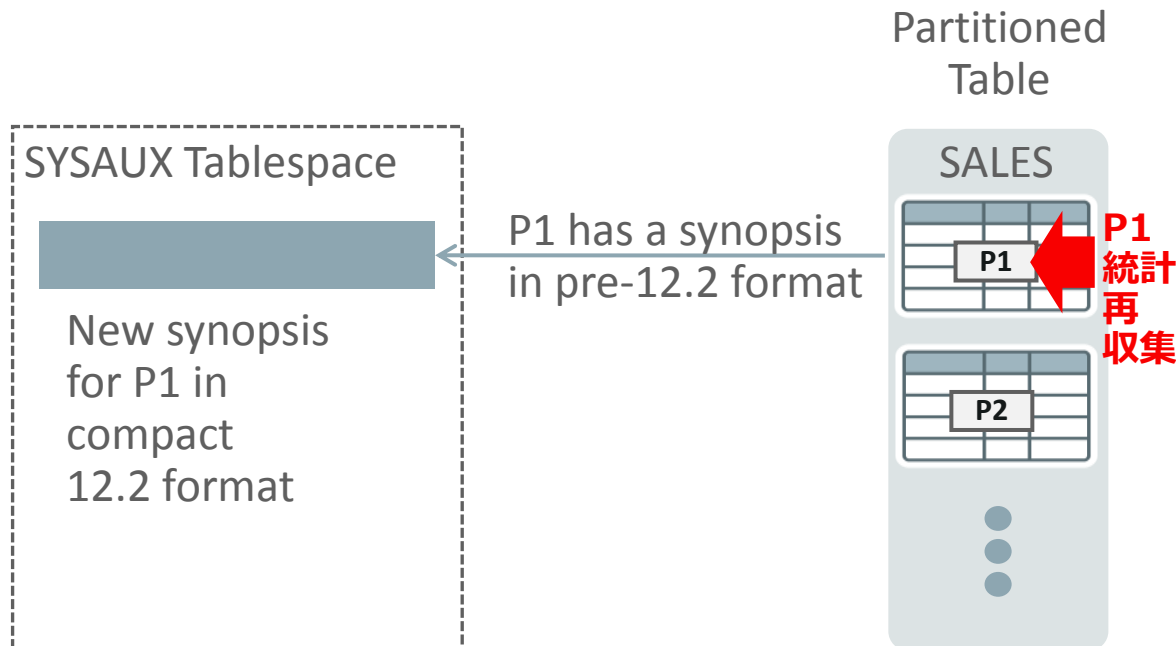 Partitioned
Table
SYSAUX Tablespace
New synopsis
for P1 in
compact
12.2 format
P1 has a synopsis
in pre-12.2 format
SALES
P1
P1
統計
再
収集
P2